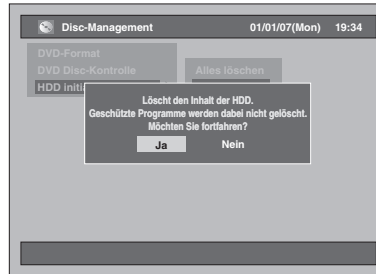 Disc-Management 01/01/07(Mon) 19:34
DVD-Format
DVD Disc-Kontrolle Alles löschen
HDD initia
Löscht den Inhalt der HDD.
Geschützte Programme werden dabei nicht gelöscht.
Möchten Sie fortfahren?
Ja Nein